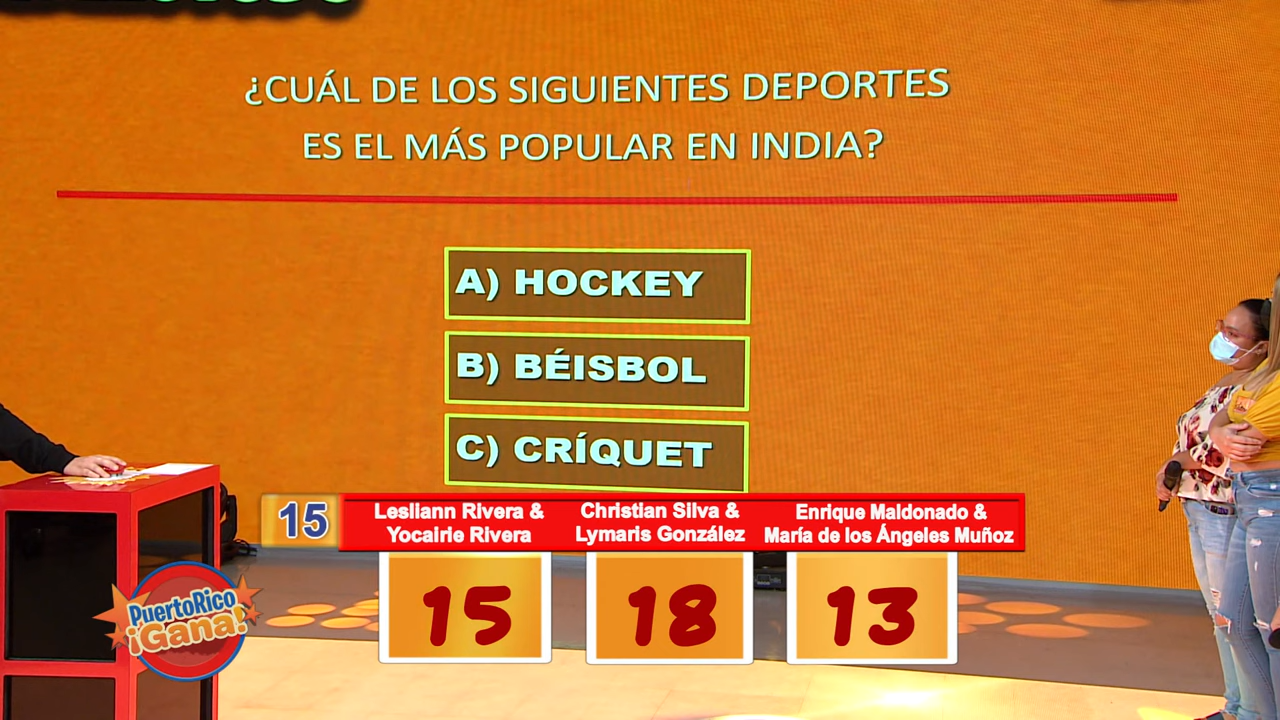 ¿CUÁL DE LOS SIGUIENTES DEPORTES
ES EL MÁS POPULAR EN INDIA?
A) HOCKEY
B) BÉISBOL
C) CRÍQUET
15
Lesliann Rivera &
Yocairie Rivera
Christian Silva &
Lymaris González
Enrique Maldonado &
María de los Ángeles Muñoz
15
18
13
PuertoRico
¡Gana!